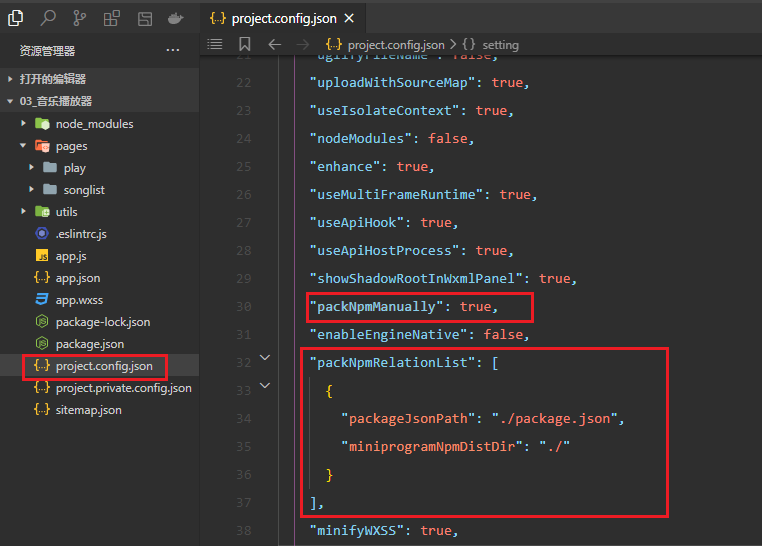 资源管理器
打开的编辑器
03_音乐播放器
node_modules
pages
play
songlist
utils
.eslintrc.js
app.js
app.json
app.wxss
package-lock.json
package.json
project.config.json
project.private.config.json
sitemap.json
project.config.json
project.config.json > {} setting
21 "uglifyFileName": false,
22 "uploadWithSourceMap": true,
23 "useIsolateContext": true,
24 "nodeModules": false,
25 "enhance": true,
26 "useMultiFrameRuntime": true,
27 "useApiHook": true,
28 "useApiHostProcess": true,
29 "showShadowRootInWxmlPanel": true,
30 "packNpmManually": true,
31 "enableEngineNative": false,
32 "packNpmRelationList": [
33 {
34 "packageJsonPath": "./package.json",
35 "miniprogramNpmDistDir": "./"
36 }
37 ],
38 "minifyWXSS": true,